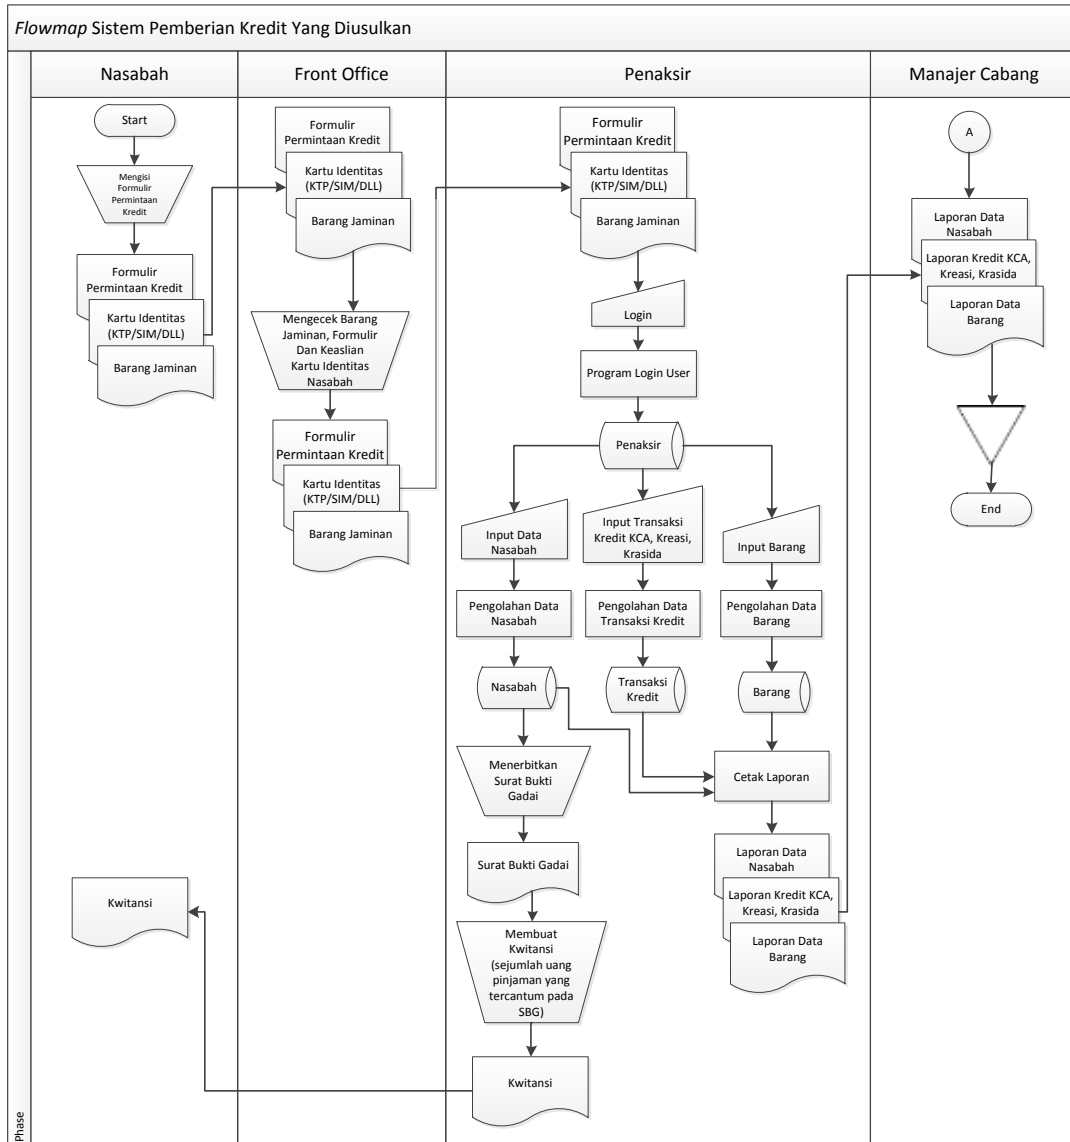 Flowmap Sistem Pemberian Kredit Yang Diusulkan
Nasabah
Front Office
Penaksir
Manajer Cabang
Start
Mengisi
Formulir
Permintaan
Kredit
Formulir
Permintaan Kredit
Kartu Identitas
(KTP/SIM/DLL)
Barang Jaminan
Kwitansi
Formulir
Permintaan Kredit
Kartu Identitas
(KTP/SIM/DLL)
Barang Jaminan
Mengecek Barang
Jaminan, Formulir
Dan Keaslian
Kartu Identitas
Nasabah
Formulir
Permintaan Kredit
Kartu Identitas
(KTP/SIM/DLL)
Barang Jaminan
Formulir
Permintaan Kredit
Kartu Identitas
(KTP/SIM/DLL)
Barang Jaminan
Login
Program Login User
Penaksir
Input Data
Nasabah
Input Transaksi
Kredit KCA, Kreasi,
Krasida
Input Barang
Pengolahan Data
Nasabah
Pengolahan Data
Transaksi Kredit
Pengolahan Data
Barang
Nasabah
Transaksi
Kredit
Barang
Menerbitkan
Surat Bukti
Gadai
Cetak Laporan
Surat Bukti Gadai
Laporan Data
Nasabah
Laporan Kredit KCA,
Kreasi, Krasida
Laporan Data
Barang
Membuat
Kwitansi
(sejumlah uang
pinjaman yang
tercantum pada
SBG)
Kwitansi
A
Laporan Data
Nasabah
Laporan Kredit KCA,
Kreasi, Krasida
Laporan Data
Barang
End
Phase